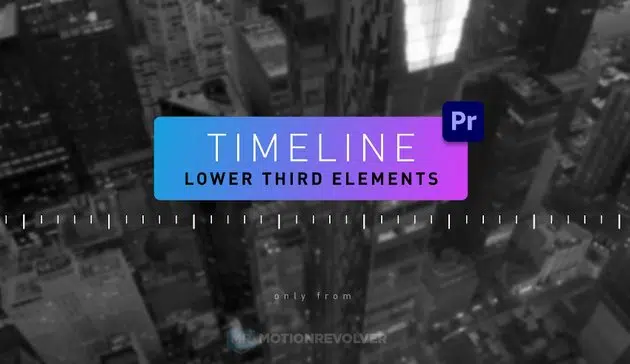 Pr
TIMELINE
LOWER THIRD ELEMENTS
only from
MOTIONREVOLVER